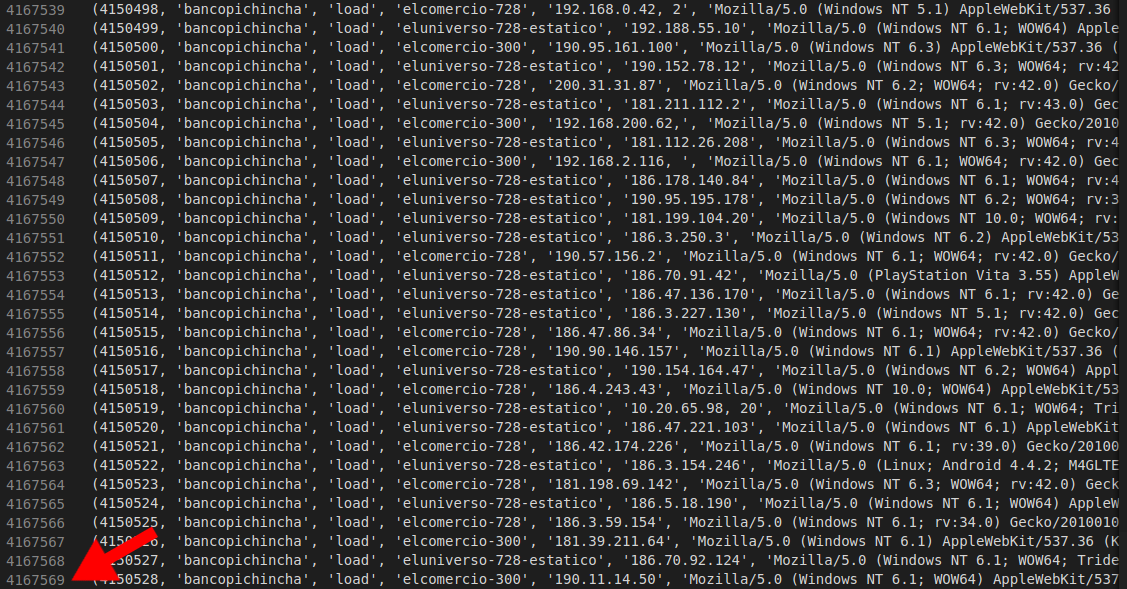 4167539 (4150498, 'bancopichincha', 'load', 'elcomercio-728', '192.168.0.42, 2', 'Mozilla/5.0 (Windows NT 5.1) AppleWebKit/537.36
4167540 (4150499, 'bancopichincha', 'load', 'eluniverso-728-estatico', '192.188.55.10', 'Mozilla/5.0 (Windows NT 6.1; WOW64) Apple
4167541 (4150500, 'bancopichincha', 'load', 'elcomercio-300', '190.95.161.100', 'Mozilla/5.0 (Windows NT 6.3) AppleWebKit/537.36 (
4167542 (4150501, 'bancopichincha', 'load', 'eluniverso-728-estatico', '190.152.78.12', 'Mozilla/5.0 (Windows NT 6.3; WOW64; rv:42
4167543 (4150502, 'bancopichincha', 'load', 'elcomercio-728', '200.31.31.87', 'Mozilla/5.0 (Windows NT 6.2; WOW64; rv:42.0) Gecko/
4167544 (4150503, 'bancopichincha', 'load', 'eluniverso-728-estatico', '181.211.112.2', 'Mozilla/5.0 (Windows NT 6.1; rv:43.0) Gec
4167545 (4150504, 'bancopichincha', 'load', 'elcomercio-300', '192.168.200.62,', 'Mozilla/5.0 (Windows NT 5.1; rv:42.0) Gecko/2010
4167546 (4150505, 'bancopichincha', 'load', 'eluniverso-728-estatico', '181.112.26.208', 'Mozilla/5.0 (Windows NT 6.3; WOW64; rv:4
4167547 (4150506, 'bancopichincha', 'load', 'elcomercio-300', '192.168.2.116, ', 'Mozilla/5.0 (Windows NT 6.1; WOW64; rv:42.0) Gec
4167548 (4150507, 'bancopichincha', 'load', 'eluniverso-728-estatico', '186.178.140.84', 'Mozilla/5.0 (Windows NT 6.1; WOW64; rv:4
4167549 (4150508, 'bancopichincha', 'load', 'eluniverso-728-estatico', '190.95.195.178', 'Mozilla/5.0 (Windows NT 6.2; WOW64; rv:3
4167550 (4150509, 'bancopichincha', 'load', 'eluniverso-728-estatico', '181.199.104.20', 'Mozilla/5.0 (Windows NT 10.0; WOW64; rv:
4167551 (4150510, 'bancopichincha', 'load', 'eluniverso-728-estatico', '186.3.250.3', 'Mozilla/5.0 (Windows NT 6.2) AppleWebKit/53
4167552 (4150511, 'bancopichincha', 'load', 'eluniverso-728-estatico', '190.57.156.2', 'Mozilla/5.0 (Windows NT 6.1; rv:42.0) Gecko/
4167553 (4150512, 'bancopichincha', 'load', 'eluniverso-728-estatico', '186.70.91.42', 'Mozilla/5.0 (PlayStation Vita 3.55) AppleW
4167554 (4150513, 'bancopichincha', 'load', 'eluniverso-728-estatico', '186.47.136.170', 'Mozilla/5.0 (Windows NT 6.1; rv:42.0) Ge
4167555 (4150514, 'bancopichincha', 'load', 'eluniverso-728-estatico', '186.3.227.130', 'Mozilla/5.0 (Windows NT 5.1; rv:42.0) Gec
4167556 (4150515, 'bancopichincha', 'load', 'elcomercio-728', '186.47.86.34', 'Mozilla/5.0 (Windows NT 6.1; WOW64; rv:42.0) Gecko/
4167557 (4150516, 'bancopichincha', 'load', 'elcomercio-728', '190.90.146.157', 'Mozilla/5.0 (Windows NT 6.1) AppleWebKit/537.36 (
4167558 (4150517, 'bancopichincha', 'load', 'eluniverso-728-estatico', '190.154.164.47', 'Mozilla/5.0 (Windows NT 6.2; WOW64) Appl
4167559 (4150518, 'bancopichincha', 'load', 'elcomercio-728', '186.4.243.43', 'Mozilla/5.0 (Windows NT 10.0; WOW64) AppleWebKit/53
4167560 (4150519, 'bancopichincha', 'load', 'eluniverso-728-estatico', '10.20.65.98, 20', 'Mozilla/5.0 (Windows NT 6.1; WOW64; Tri
4167561 (4150520, 'bancopichincha', 'load', 'eluniverso-728-estatico', '186.47.221.103', 'Mozilla/5.0 (Windows NT 6.1) AppleWebKit
4167562 (4150521, 'bancopichincha', 'load', 'elcomercio-728', '186.42.174.226', 'Mozilla/5.0 (Windows NT 6.1; rv:39.0) Gecko/20100
4167563 (4150522, 'bancopichincha', 'load', 'eluniverso-728-estatico', '186.3.154.246', 'Mozilla/5.0 (Linux; Android 4.4.2; M4GLTE
4167564 (4150523, 'bancopichincha', 'load', 'elcomercio-728', '181.198.69.142', 'Mozilla/5.0 (Windows NT 6.3; WOW64; rv:42.0) Geck
4167565 (4150524, 'bancopichincha', 'load', 'eluniverso-728-estatico', '186.5.18.190', 'Mozilla/5.0 (Windows NT 6.1; WOW64) AppleW
4167566 (4150525, 'bancopichincha', 'load', 'elcomercio-728', '186.3.59.154', 'Mozilla/5.0 (Windows NT 6.1; rv:34.0) Gecko/2010010
4167567 'bancopichincha', 'load', 'elcomercio-300', '181.39.211.64', 'Mozilla/5.0 (Windows NT 6.1) AppleWebKit/537.36 (K
4167568 'bancopichincha', 'load', 'elcomercio-728', '186.70.92.124', 'Mozilla/5.0 (Windows NT 6.1; WOW64; Tride
4167569 (4150528, 'bancopichincha', 'load', 'elcomercio-300', '190.11.14.50', 'Mozilla/5.0 (Windows NT 6.1; WOW64) AppleWebKit/537